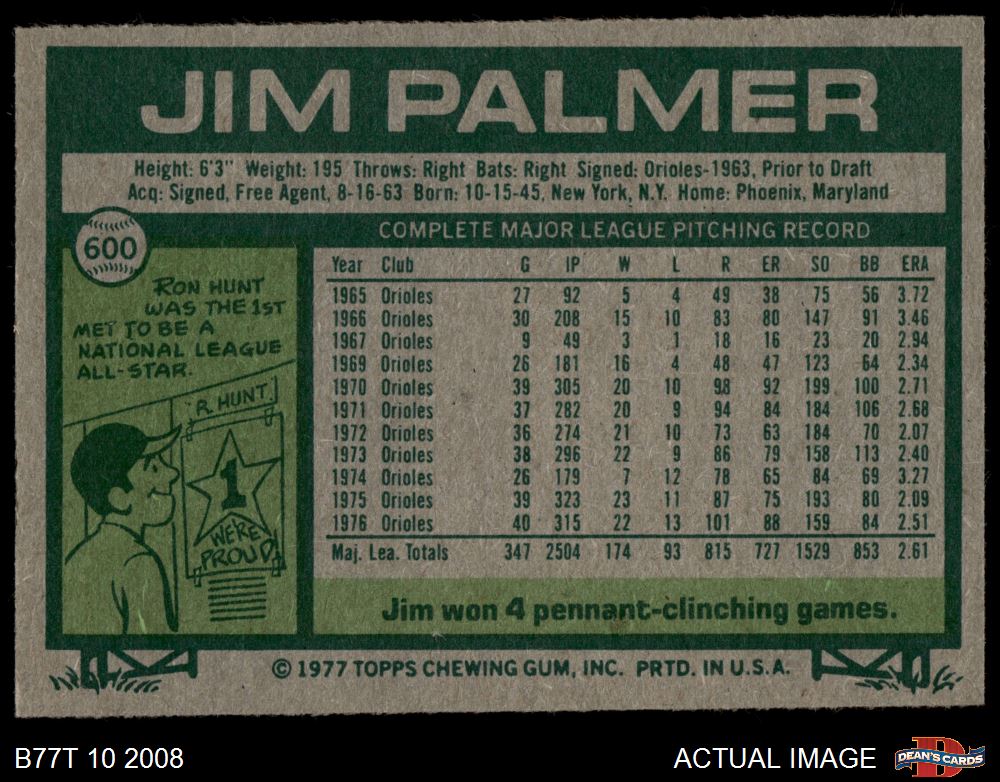 JIM PALMER
Height: 6'3" Weight: 195 Throws: Right Bats: Right Signed: Orioles-1963, Prior to Draft
Acq: Signed, Free Agent, 8-16-63 Born: 10-15-45, New York, N.Y. Home: Phoenix, Maryland
600
RON HUNT
WAS THE 1ST
MET TO BE A
NATIONAL LEAGUE
ALL-STAR.
R. HUNT
1
WE'RE
PROUD
COMPLETE MAJOR LEAGUE PITCHING RECORD
Year Club G IP W L R ER SO BB ERA
1965 Orioles 27 92 5 4 49 38 75 56 3.72
1966 Orioles 30 208 15 10 83 80 147 91 3.46
1967 Orioles 9 49 3 1 18 16 23 20 2.94
1969 Orioles 26 181 16 4 48 47 123 64 2.34
1970 Orioles 39 305 20 10 98 92 199 100 2.71
1971 Orioles 37 282 20 9 94 84 184 106 2.68
1972 Orioles 36 274 21 10 73 63 184 70 2.07
1973 Orioles 38 296 22 9 86 79 158 113 2.40
1974 Orioles 26 179 7 12 78 65 84 69 3.27
1975 Orioles 39 323 23 11 87 75 193 80 2.09
1976 Orioles 40 315 22 13 101 88 159 84 2.51
Maj. Lea. Totals 347 2504 174 93 815 727 1529 853 2.61
Jim won 4 pennant-clinching games.
© 1977 TOPPS CHEWING GUM, INC. PRTD. IN U.S.A.
B77T 10 2008
ACTUAL IMAGE
D
DEAN'S CARDS